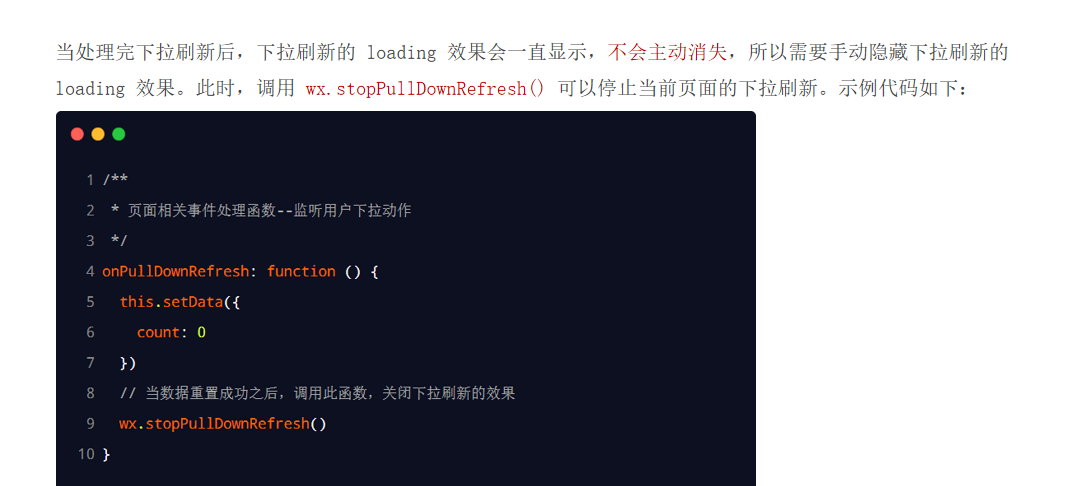 当处理完下拉刷新后，下拉刷新的 loading 效果会一直显示，不会主动消失，所以需要手动隐藏下拉刷新的
loading 效果。此时，调用 wx.stopPullDownRefresh() 可以停止当前页面的下拉刷新。示例代码如下：
1 /**
2  * 页面相关事件处理函数--监听用户下拉动作
3  */
4 onPullDownRefresh: function () {
5   this.setData({
6     count: 0
7   })
8   // 当数据重置成功之后，调用此函数，关闭下拉刷新的效果
9   wx.stopPullDownRefresh()
10 }